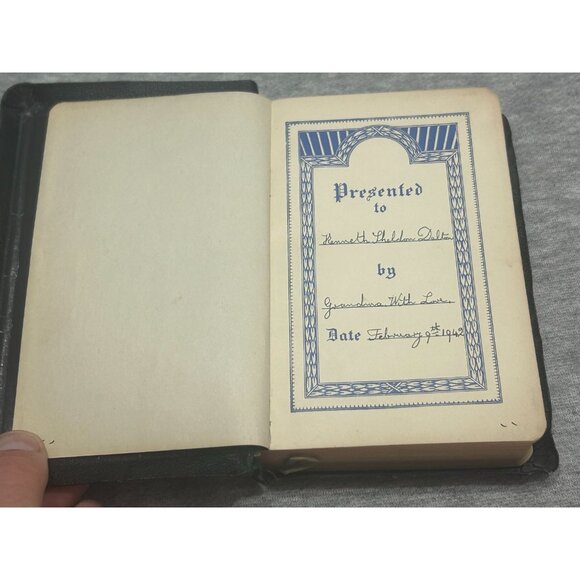 Presented
to
Kenneth Sheldon Dalton
by
Grandma With Love.
Date February 9th 1942